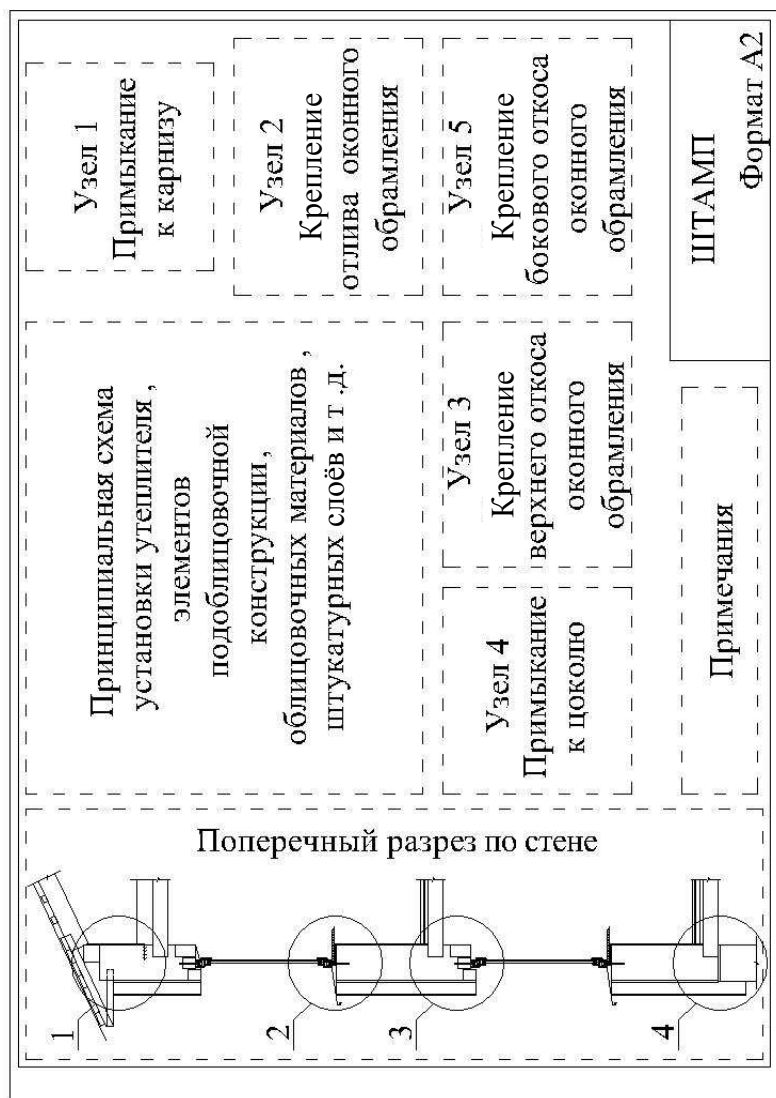 Поперечный разрез по стене
1
2
3
4
Принципиальная схема
установки утеплителя ,
элементов
подоблицовочной
конструкции ,
облицовочных материалов ,
штукатурных слоёв и т .д.
Узел 1
Примыкание
к карнизу
Узел 2
Крепление
отлива оконного
обрамления
Узел 4
Примыкание
к цоколю
Узел 3
Крепление
верхнего откоса
оконного
обрамления
Узел 5
Крепление
бокового откоса
оконного
обрамления
Примечания
ШТАМП
Формат А2